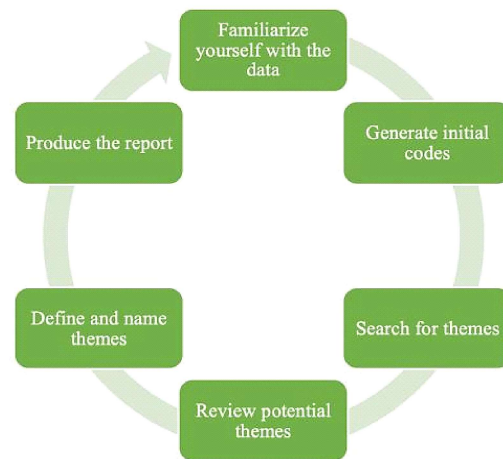 Familiarize
yourself with the
data
Generate initial
codes
Search for themes
Review potential
themes
Define and name
themes
Produce the report